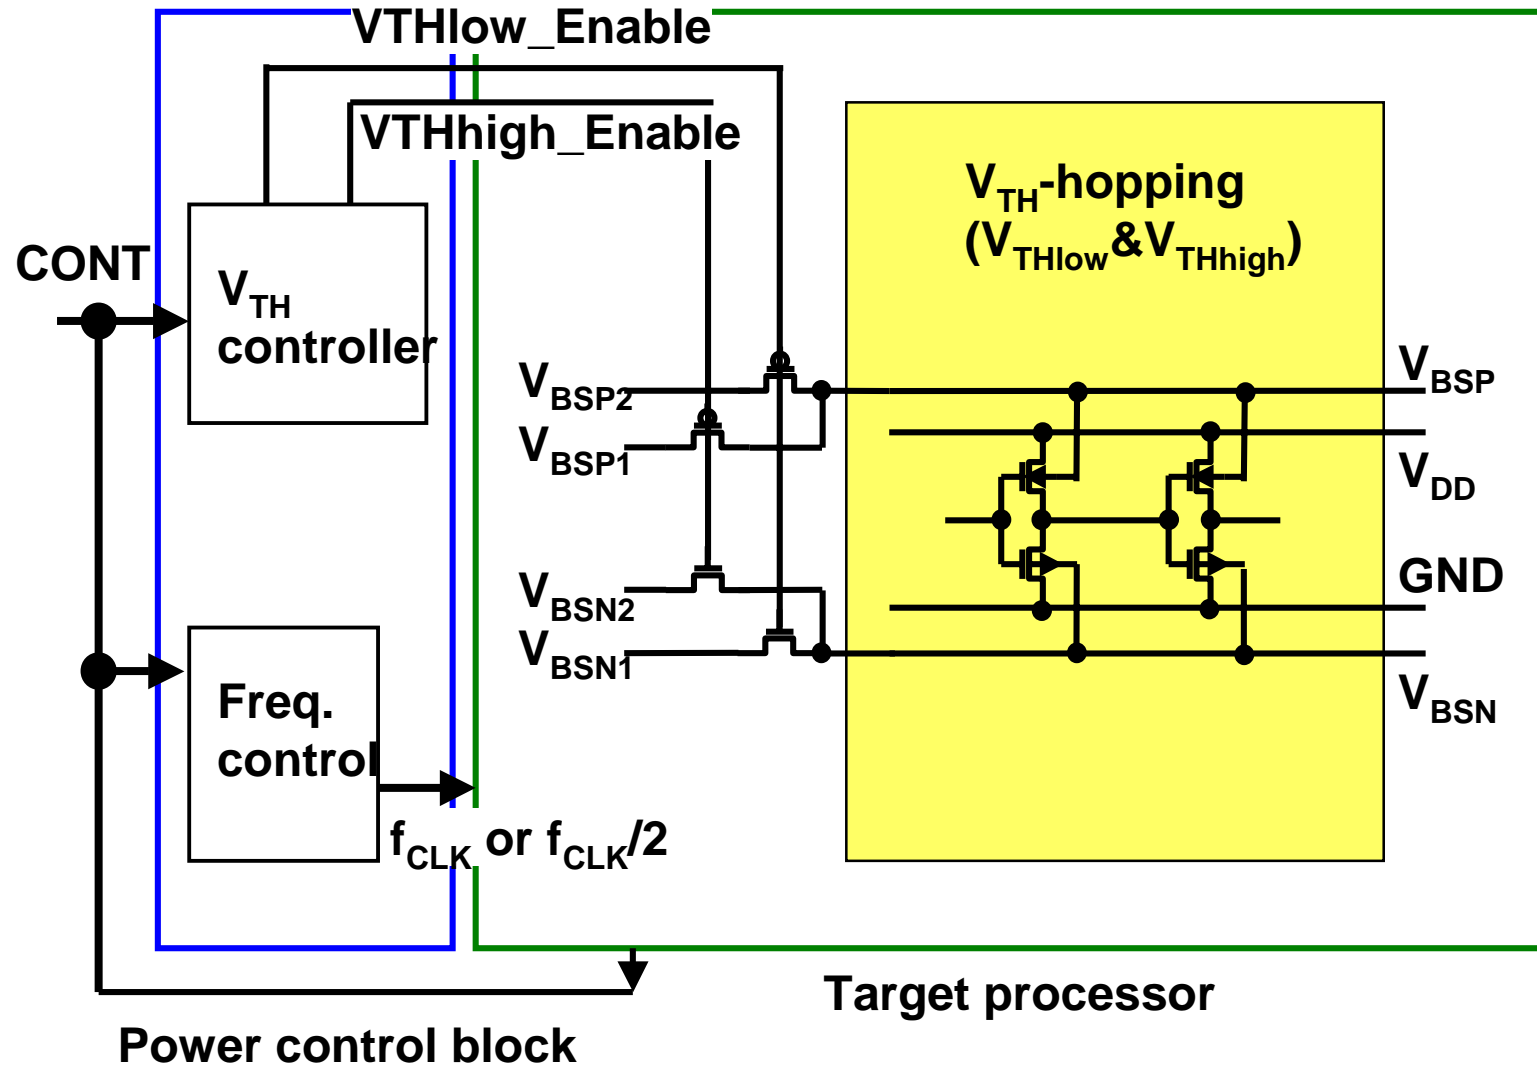 VTHlow_Enable
VTHhigh_Enable
VTH-hopping
(VTHlow&VTHhigh)
CONT
VTH
controller
VBSP2
VBSP1
VBSN2
VBSN1
VBSP
VDD
GND
VBSN
Freq.
control
fCLK or fCLK/2
Target processor
Power control block